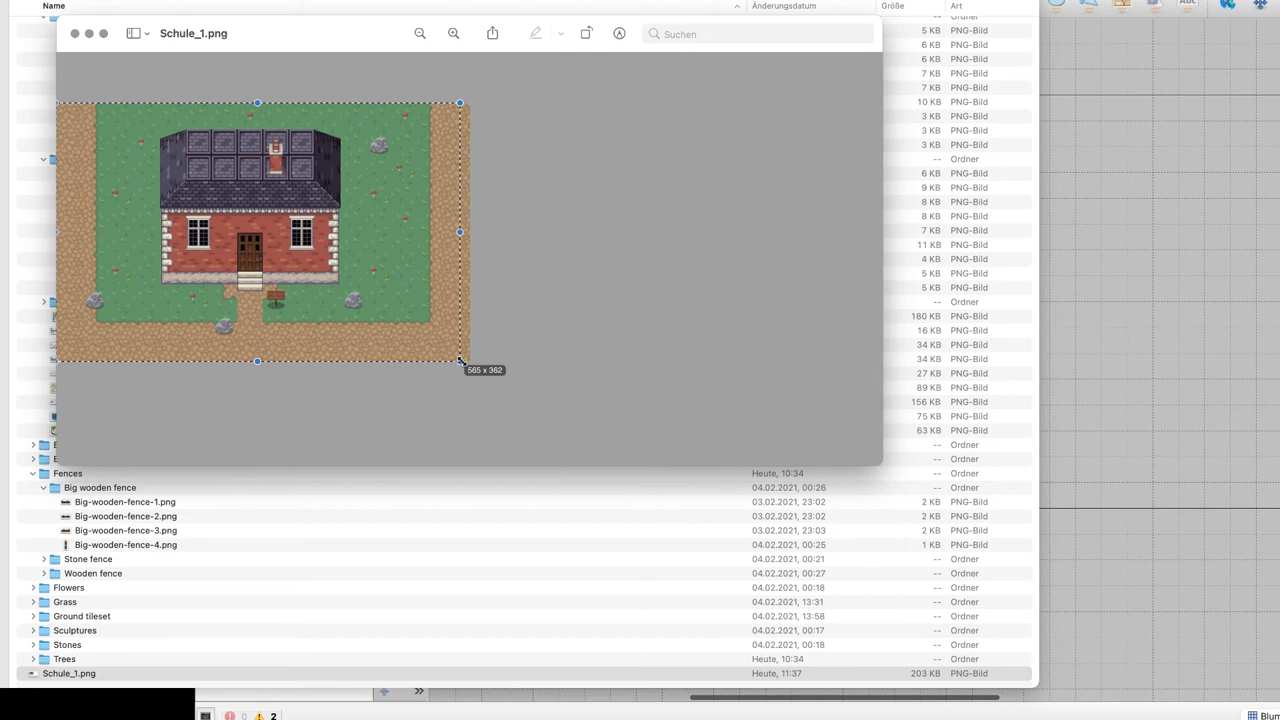 Name Änderungsdatum Größe Art
Ordner
Schule_1.png Suchen
5 KB PNG-Bild
6 KB PNG-Bild
6 KB PNG-Bild
7 KB PNG-Bild
7 KB PNG-Bild
10 KB PNG-Bild
3 KB PNG-Bild
3 KB PNG-Bild
3 KB PNG-Bild
-- Ordner
6 KB PNG-Bild
9 KB PNG-Bild
8 KB PNG-Bild
8 KB PNG-Bild
7 KB PNG-Bild
11 KB PNG-Bild
4 KB PNG-Bild
5 KB PNG-Bild
5 KB PNG-Bild
-- Ordner
180 KB PNG-Bild
16 KB PNG-Bild
34 KB PNG-Bild
34 KB PNG-Bild
565 x 362
27 KB PNG-Bild
89 KB PNG-Bild
156 KB PNG-Bild
75 KB PNG-Bild
63 KB PNG-Bild
-- Ordner
-- Ordner
Fences Heute, 10:34 -- Ordner
Big wooden fence 04.02.2021, 00:26 -- Ordner
Big-wooden-fence-1.png 03.02.2021, 23:02 2 KB PNG-Bild
Big-wooden-fence-2.png 03.02.2021, 23:02 2 KB PNG-Bild
Big-wooden-fence-3.png 03.02.2021, 23:03 2 KB PNG-Bild
Big-wooden-fence-4.png 04.02.2021, 00:25 1 KB PNG-Bild
Stone fence 04.02.2021, 00:21 -- Ordner
Wooden fence 04.02.2021, 00:27 -- Ordner
Flowers 04.02.2021, 00:18 -- Ordner
Grass 04.02.2021, 13:31 -- Ordner
Ground tileset 04.02.2021, 13:58 -- Ordner
Sculptures 04.02.2021, 00:17 -- Ordner
Stones 04.02.2021, 00:18 -- Ordner
Trees Heute, 10:34 -- Ordner
Schule_1.png Heute, 11:37 203 KB PNG-Bild
0 2 Blum